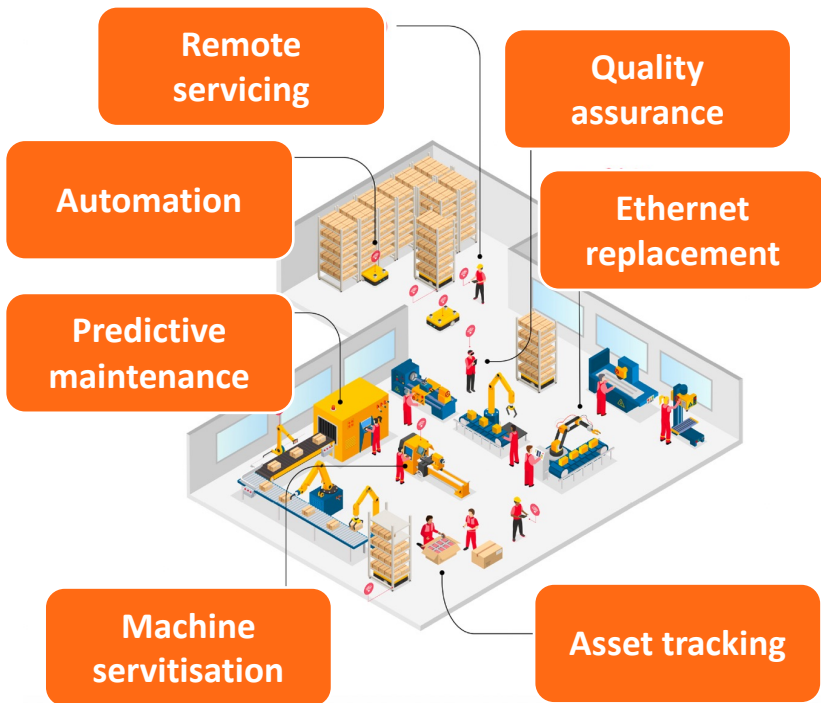 Remote
servicing
Quality
assurance
Automation
Ethernet
replacement
Predictive
maintenance
Machine
servitisation
Asset tracking